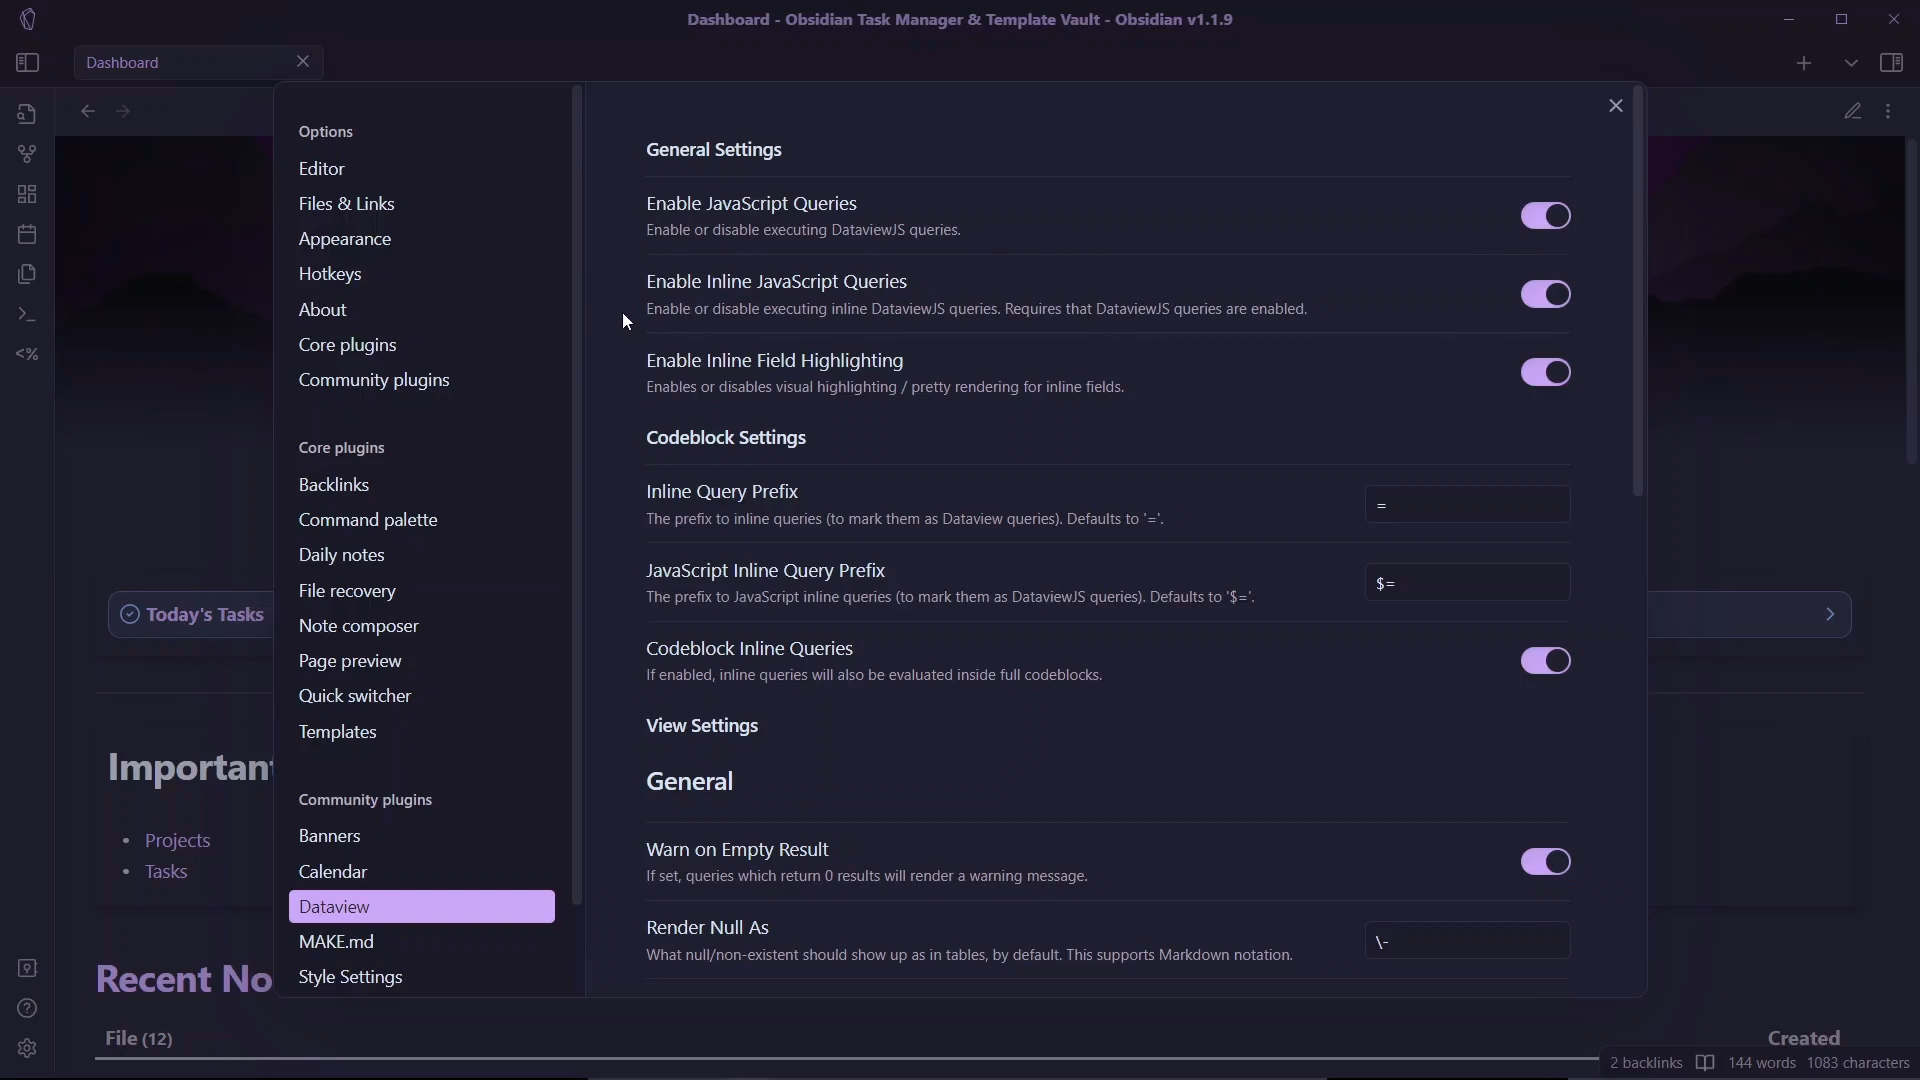 Dashboard - Obsidian Task Manager & Template Vault - Obsidian v1.1.9
Dashboard
Options
Editor
Files & Links
Appearance
Hotkeys
About
Core plugins
Community plugins
Core plugins
Backlinks
Command palette
Daily notes
File recovery
Note composer
Page preview
Quick switcher
Templates
Community plugins
Banners
Calendar
Dataview
MAKE.md
Style Settings
General Settings
Enable JavaScript Queries
Enable or disable executing DataviewJS queries.
Enable Inline JavaScript Queries
Enable or disable executing inline DataviewJS queries. Requires that DataviewJS queries are enabled.
Enable Inline Field Highlighting
Enables or disables visual highlighting / pretty rendering for inline fields.
Codeblock Settings
Inline Query Prefix
The prefix to inline queries (to mark them as Dataview queries). Defaults to '='.
=
JavaScript Inline Query Prefix
The prefix to JavaScript inline queries (to mark them as DataviewJS queries). Defaults to '$='.
$=
Codeblock Inline Queries
If enabled, inline queries will also be evaluated inside full codeblocks.
View Settings
General
Warn on Empty Result
If set, queries which return 0 results will render a warning message.
Render Null As
What null/non-existent should show up as in tables, by default. This supports Markdown notation.
\-
<%
Today's Tasks
Important
Projects
Tasks
Recent No
File (12)
Created
2 backlinks 144 words 1083 characters